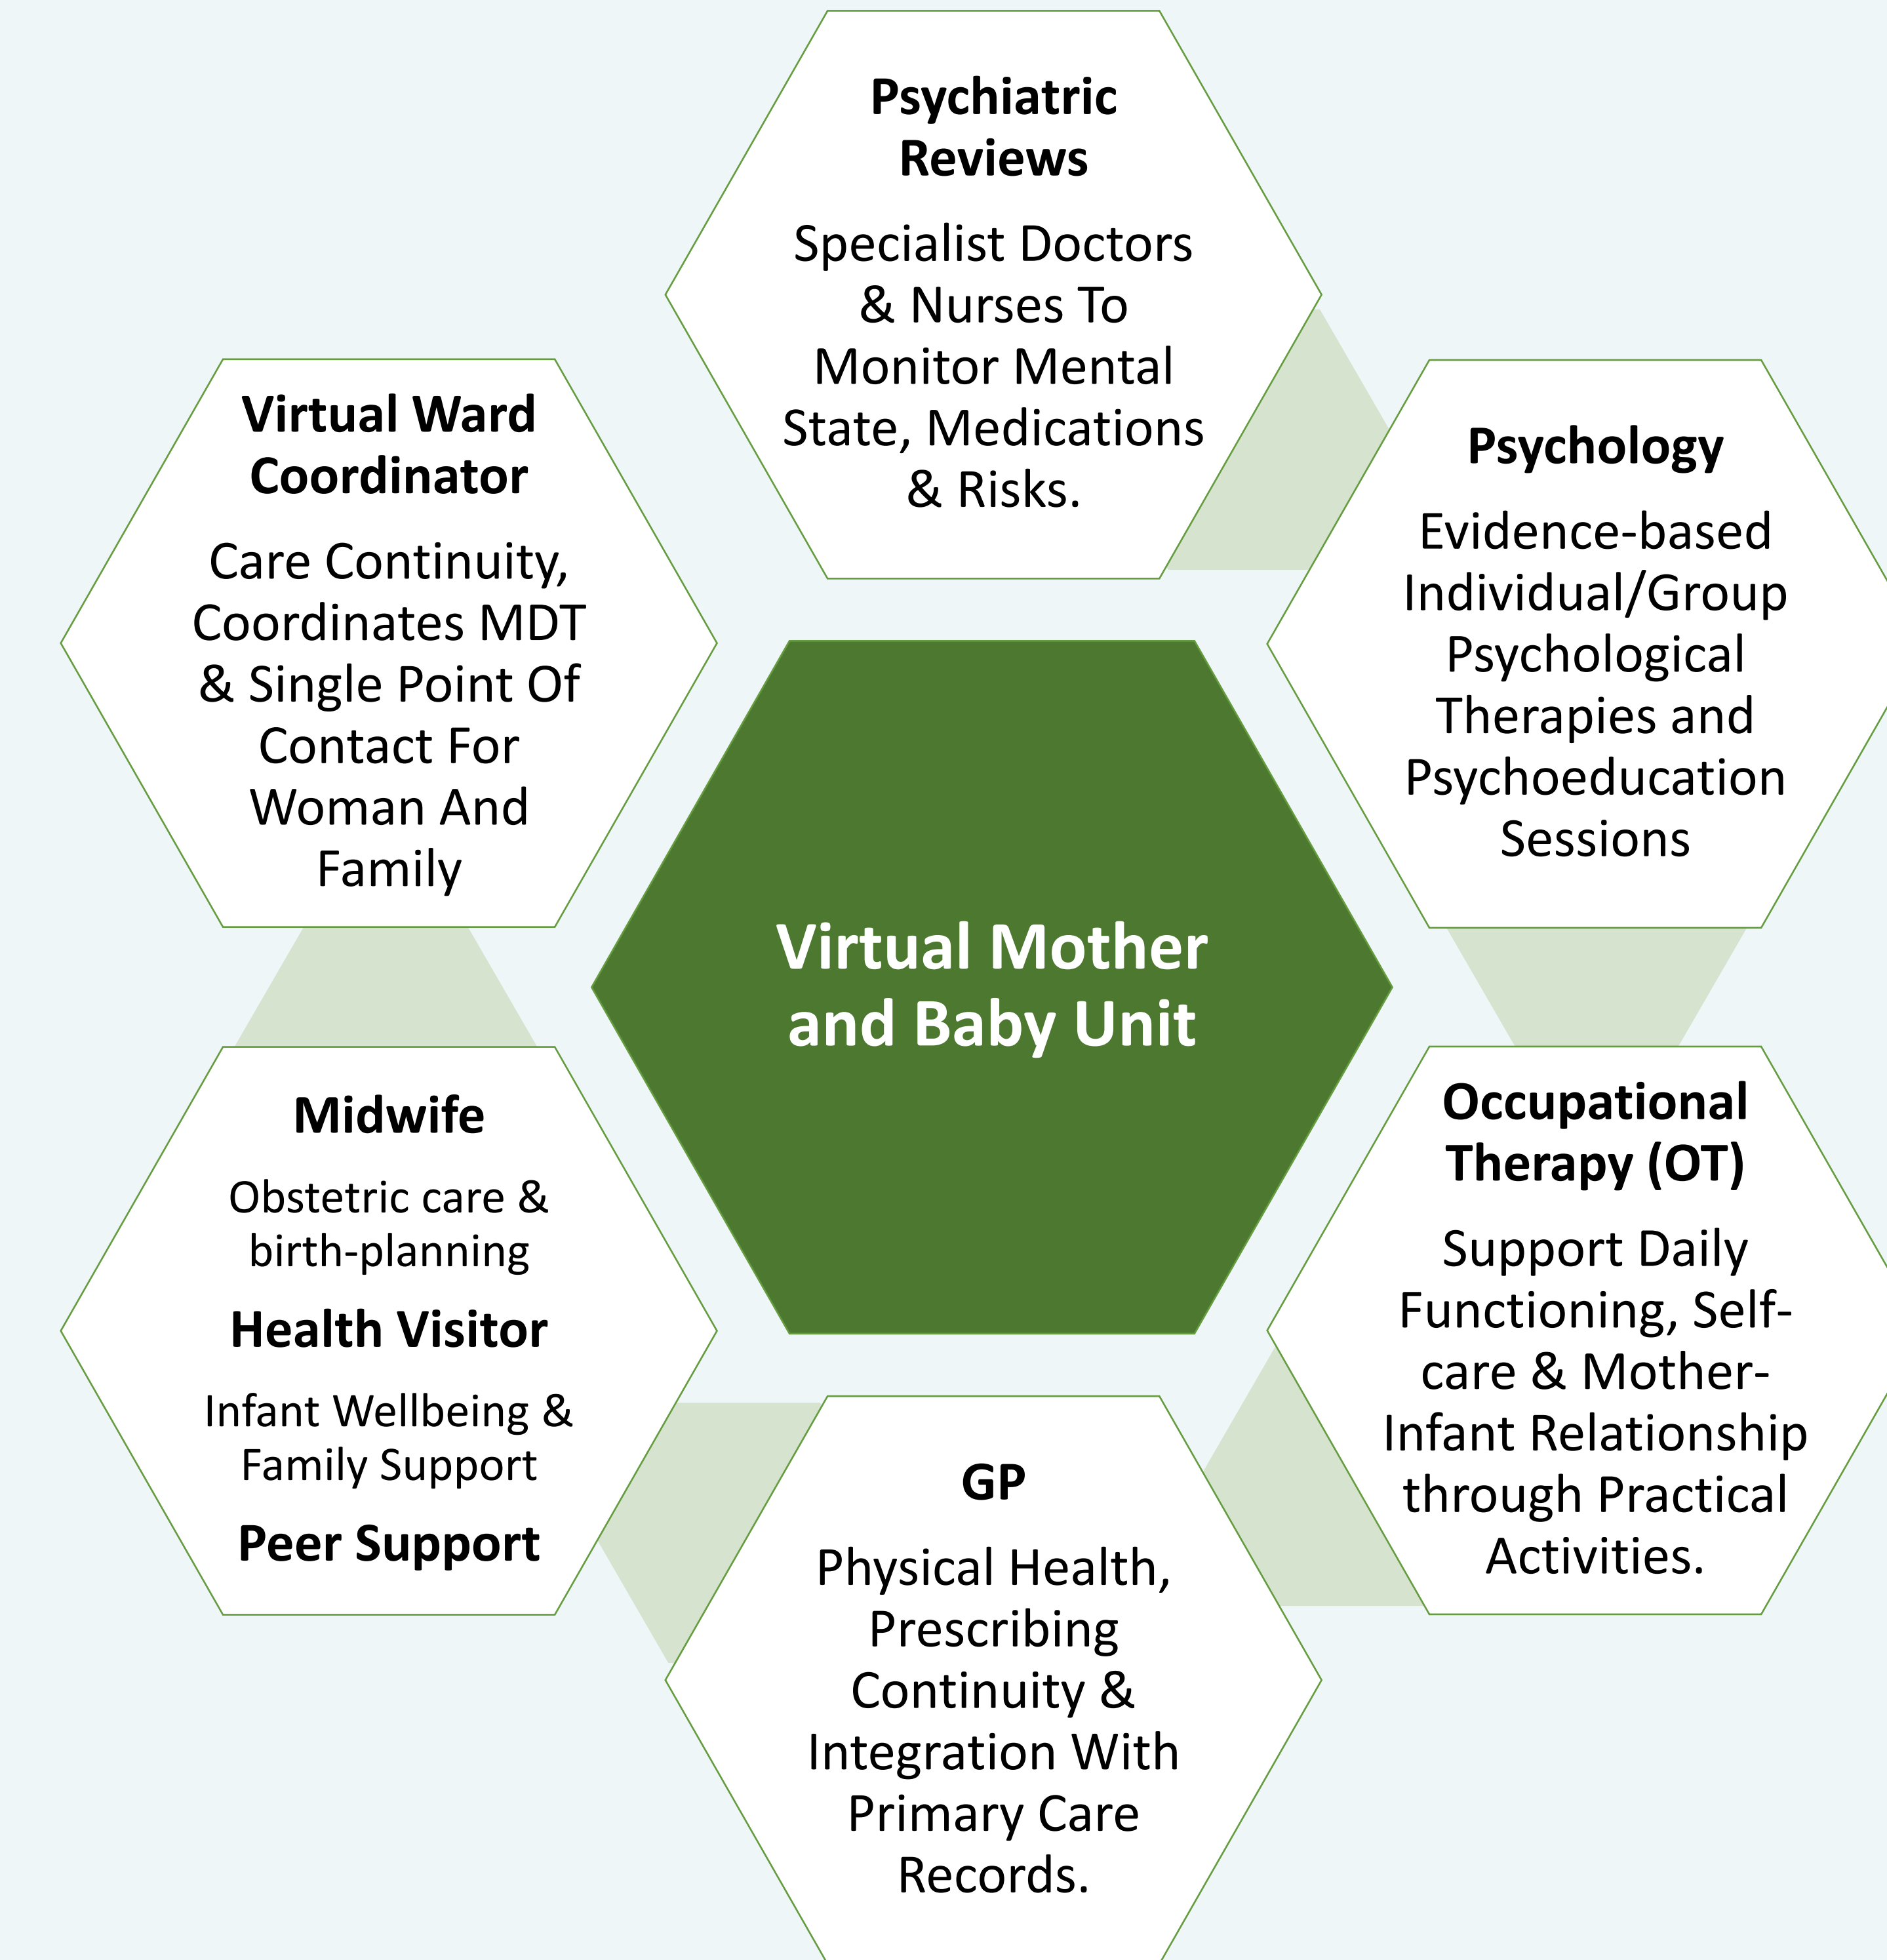 Psychiatric
Reviews
Specialist Doctors
& Nurses To
Monitor Mental
State, Medications
& Risks.
Virtual Ward
Coordinator
Care Continuity,
Coordinates MDT
& Single Point Of
Contact For
Woman And
Family
Psychology
Evidence-based
Individual/Group
Psychological
Therapies and
Psychoeducation
Sessions
Virtual Mother
and Baby Unit
Midwife
Obstetric care &
birth-planning
Health Visitor
Infant Wellbeing &
Family Support
Peer Support
Occupational
Therapy (OT)
Support Daily
Functioning, Self-
care & Mother-
Infant Relationship
through Practical
Activities.
GP
Physical Health,
Prescribing
Continuity &
Integration With
Primary Care
Records.